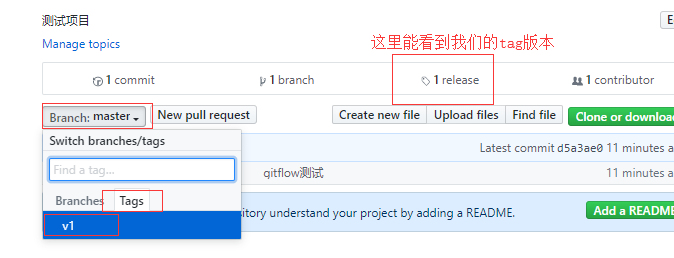 测试项目
E
Manage topics
这里能看到我们的tag版本
1 commit
1 branch
1 release
1 contributor
Branch: master
New pull request
Create new file
Upload files
Find file
Clone or download
Switch branches/tags
Find a tag...
Branches
Tags
v1
Latest commit d5a3ae0 11 minutes a
gitflow测试
11 minutes a
itory understand your project by adding a README.
Add a README